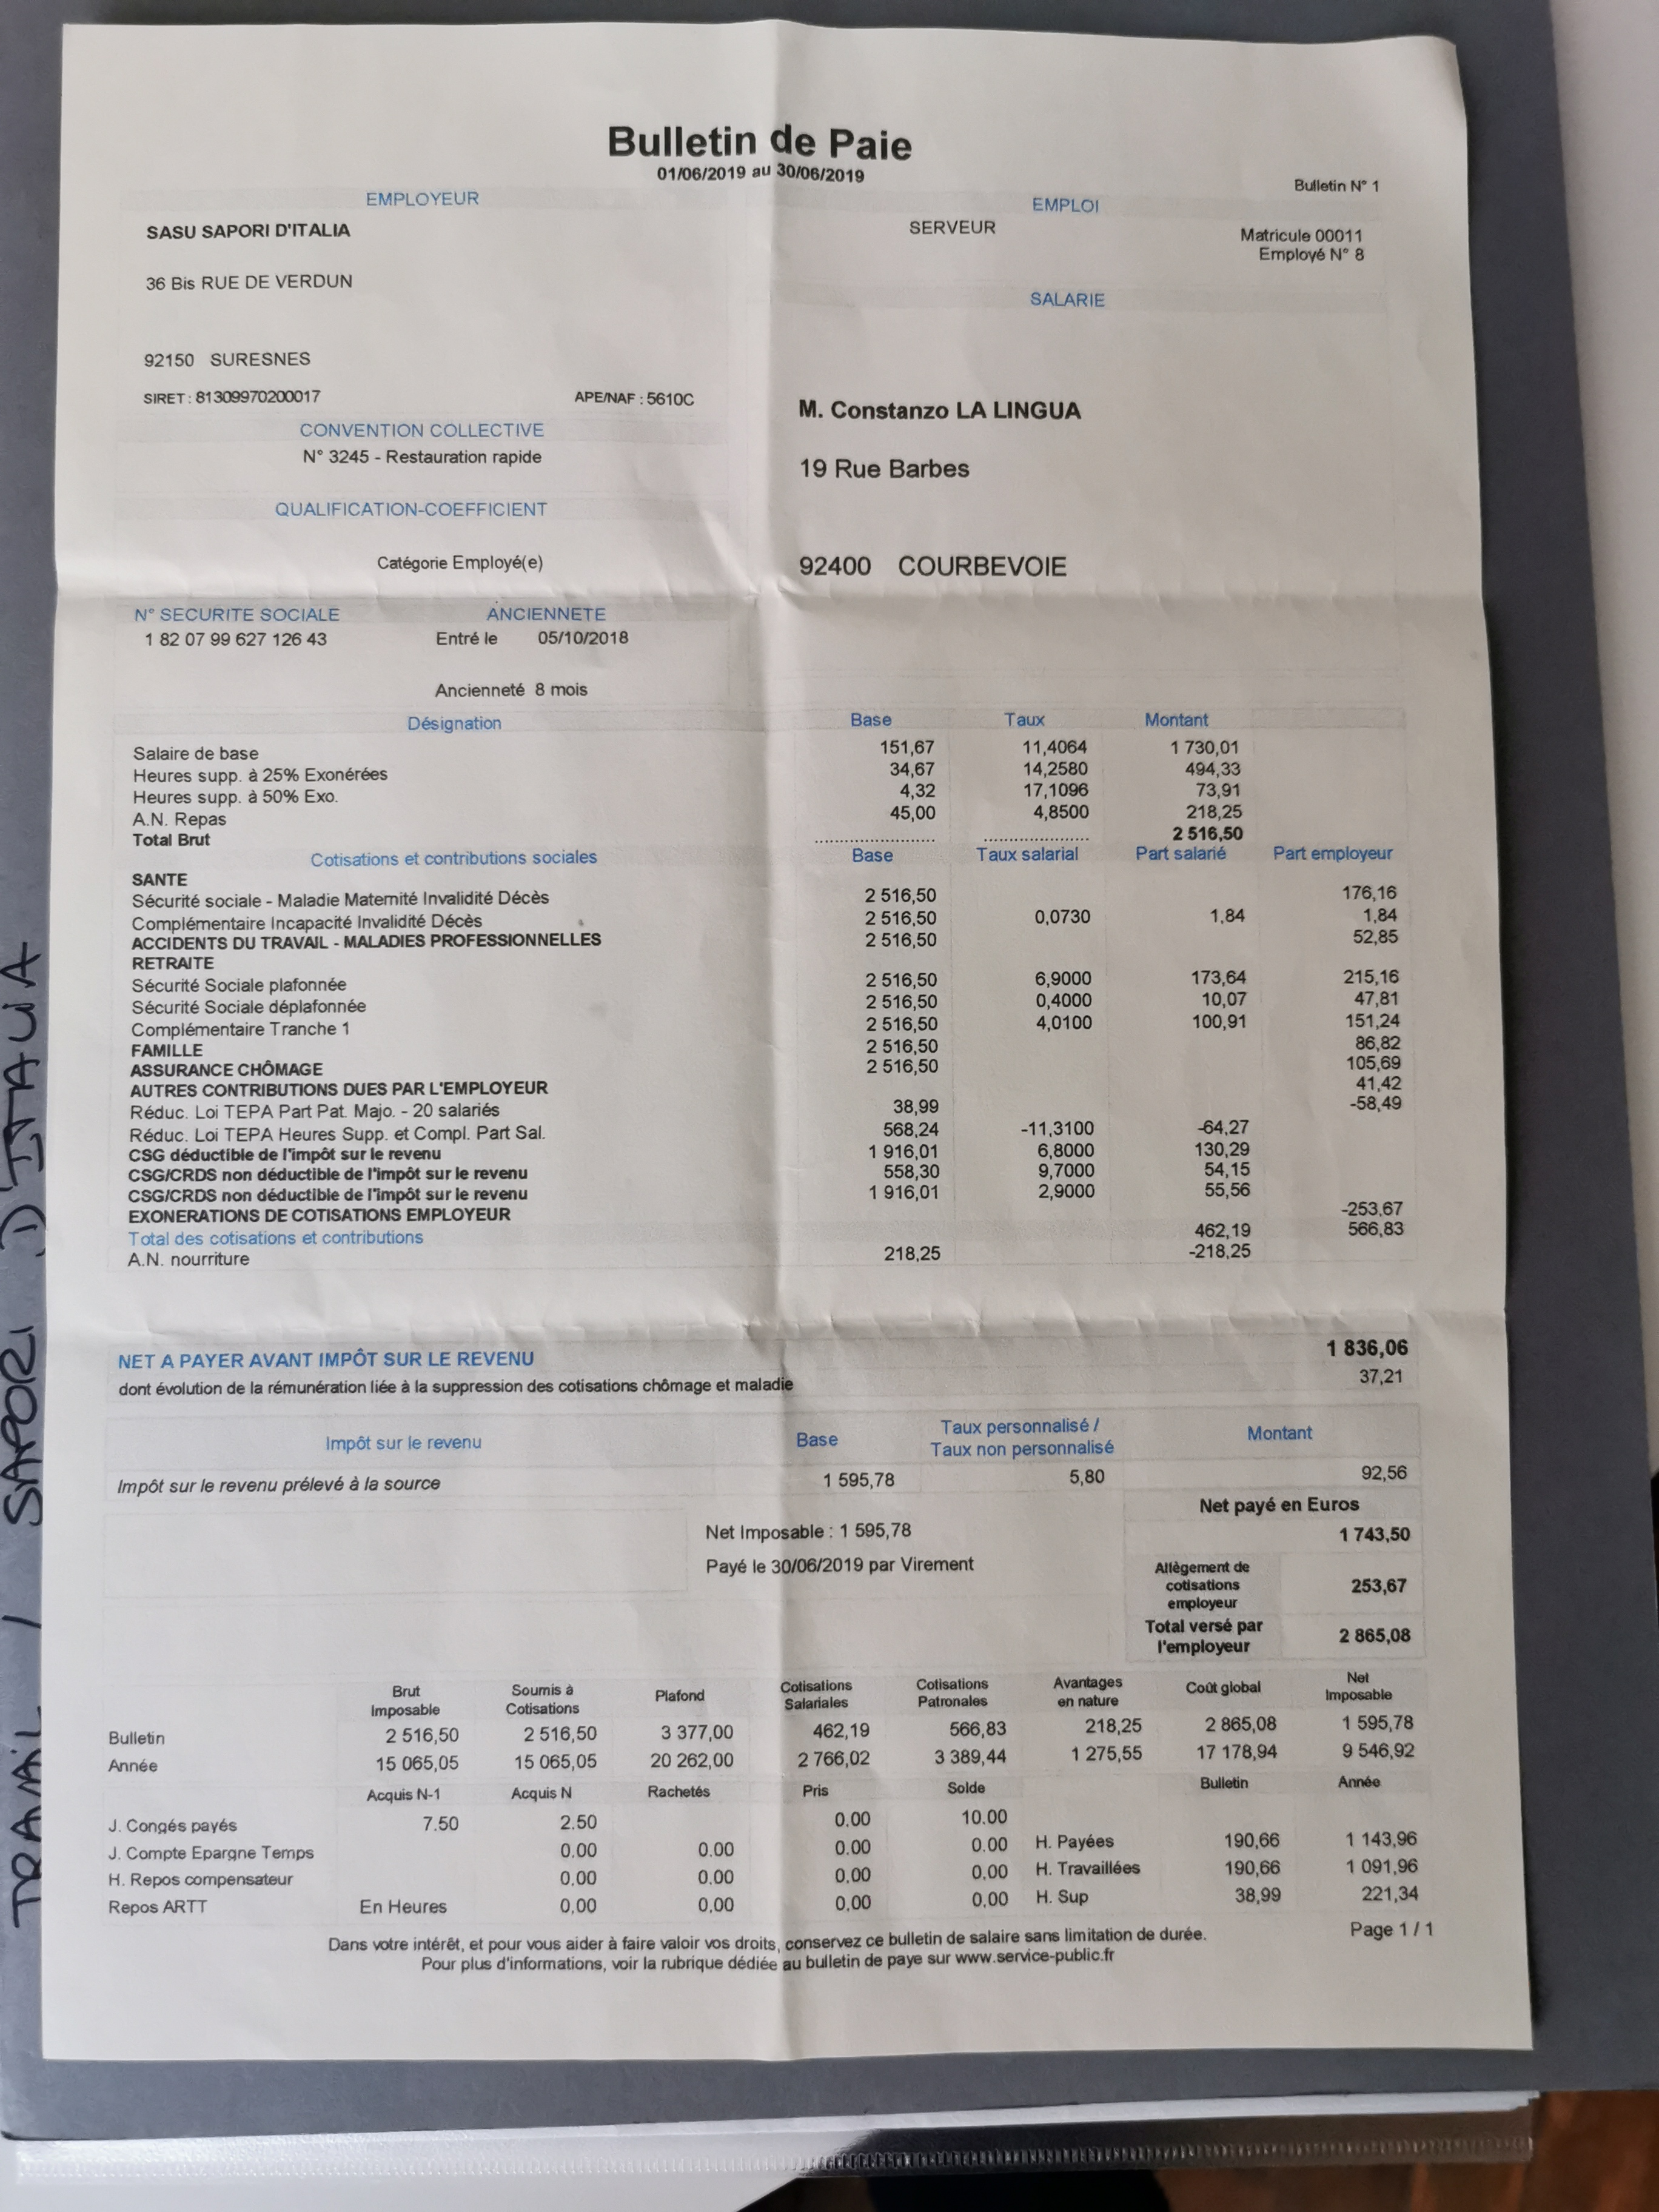 Bulletin de Paie
01/06/2019 au 30/06/2019
Bulletin N° 1
EMPLOYEUR
SASU SAPORI D'ITALIA
36 Bis RUE DE VERDUN
92150 SURESNES
SIRET : 81309970200017 APE/NAF : 5610C
CONVENTION COLLECTIVE
N° 3245 - Restauration rapide
QUALIFICATION-COEFFICIENT
Catégorie Employé(e)
N° SECURITE SOCIALE ANCIENNETE
1 82 07 99 627 126 43 Entré le 05/10/2018
Ancienneté 8 mois
EMPLOI
SERVEUR
Matricule 00011
Employé N° 8
SALARIE
M. Constanzo LA LINGUA
19 Rue Barbes
92400 COURBEVOIE
Désignation Base Taux Montant
Salaire de base 151,67 11,4064 1 730,01
Heures supp. à 25% Exonérées 34,67 14,2580 494,33
Heures supp. à 50% Exo. 4,32 17,1096 73,91
A.N. Repas 45,00 4,8500 218,25
Total Brut .................... .................. 2 516,50
Cotisations et contributions sociales Base Taux salarial Part salarié Part employeur
SANTE
Sécurité sociale - Maladie Maternité Invalidité Décès 2 516,50 176,16
Complémentaire Incapacité Invalidité Décès 2 516,50 0,0730 1,84 1,84
ACCIDENTS DU TRAVAIL - MALADIES PROFESSIONNELLES 2 516,50 52,85
RETRAITE
Sécurité Sociale plafonnée 2 516,50 6,9000 173,64 215,16
Sécurité Sociale déplafonnée 2 516,50 0,4000 10,07 47,81
Complémentaire Tranche 1 2 516,50 4,0100 100,91 151,24
FAMILLE 2 516,50 86,82
ASSURANCE CHÔMAGE 2 516,50 105,69
AUTRES CONTRIBUTIONS DUES PAR L'EMPLOYEUR 41,42
Réduc. Loi TEPA Part Pat. Majo. - 20 salariés 38,99 -58,49
Réduc. Loi TEPA Heures Supp. et Compl. Part Sal. 568,24 -11,3100 -64,27
CSG déductible de l'impôt sur le revenu 1 916,01 6,8000 130,29
CSG/CRDS non déductible de l'impôt sur le revenu 558,30 9,7000 54,15
CSG/CRDS non déductible de l'impôt sur le revenu 1 916,01 2,9000 55,56
EXONERATIONS DE COTISATIONS EMPLOYEUR -253,67
Total des cotisations et contributions 462,19 566,83
A.N. nourriture 218,25 -218,25
NET A PAYER AVANT IMPÔT SUR LE REVENU 1 836,06
dont évolution de la rémunération liée à la suppression des cotisations chômage et maladie 37,21
Impôt sur le revenu Base Taux personnalisé / Taux non personnalisé Montant
Impôt sur le revenu prélevé à la source 1 595,78 5,80 92,56
Net payé en Euros
Net Imposable : 1 595,78 1 743,50
Payé le 30/06/2019 par Virement
Allègement de cotisations employeur 253,67
Total versé par l'employeur 2 865,08
Brut Imposable Soumis à Cotisations Plafond Cotisations Salariales Cotisations Patronales Avantages en nature Coût global Net Imposable
Bulletin 2 516,50 2 516,50 3 377,00 462,19 566,83 218,25 2 865,08 1 595,78
Année 15 065,05 15 065,05 20 262,00 2 766,02 3 389,44 1 275,55 17 178,94 9 546,92
Acquis N-1 Acquis N Rachetés Pris Solde Bulletin Année
J. Congés payés 7.50 2.50 0.00 10.00
J. Compte Epargne Temps 0.00 0.00 0.00 0.00 H. Payées 190,66 1 143,96
H. Repos compensateur 0.00 0.00 0.00 0.00 H. Travaillées 190,66 1 091,96
Repos ARTT En Heures 0,00 0,00 0,00 0,00 H. Sup 38,99 221,34
Dans votre intérêt, et pour vous aider à faire valoir vos droits, conservez ce bulletin de salaire sans limitation de durée.
Pour plus d'informations, voir la rubrique dédiée au bulletin de paye sur www.service-public.fr
Page 1 / 1
TRAVAIL / SAPORI D'ITALIA